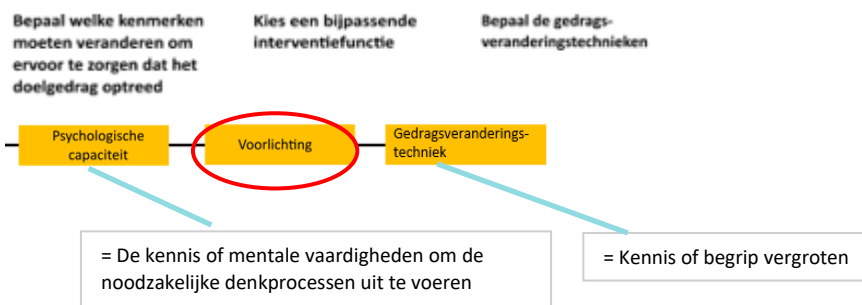 Bepaal welke kenmerken
moeten veranderen om
ervoor te zorgen dat het
doelgedrag optreed
Kies een bijpassende
interventiefunctie
Bepaal de gedrags-
veranderingstechnieken
Psychologische
capaciteit
Voorlichting
Gedragsveranderings-
techniek
= De kennis of mentale vaardigheden om de
noodzakelijke denkprocessen uit te voeren
= Kennis of begrip vergroten